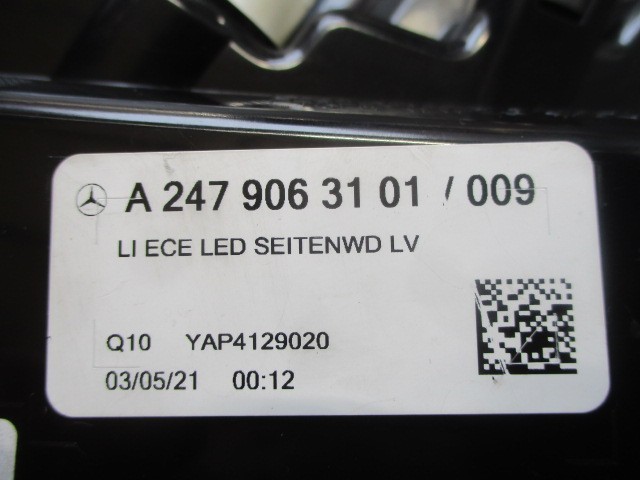 A 247 906 31 01 / 009
LI ECE LED SEITENWD LV
Q10 YAP4129020
03/05/21 00:12